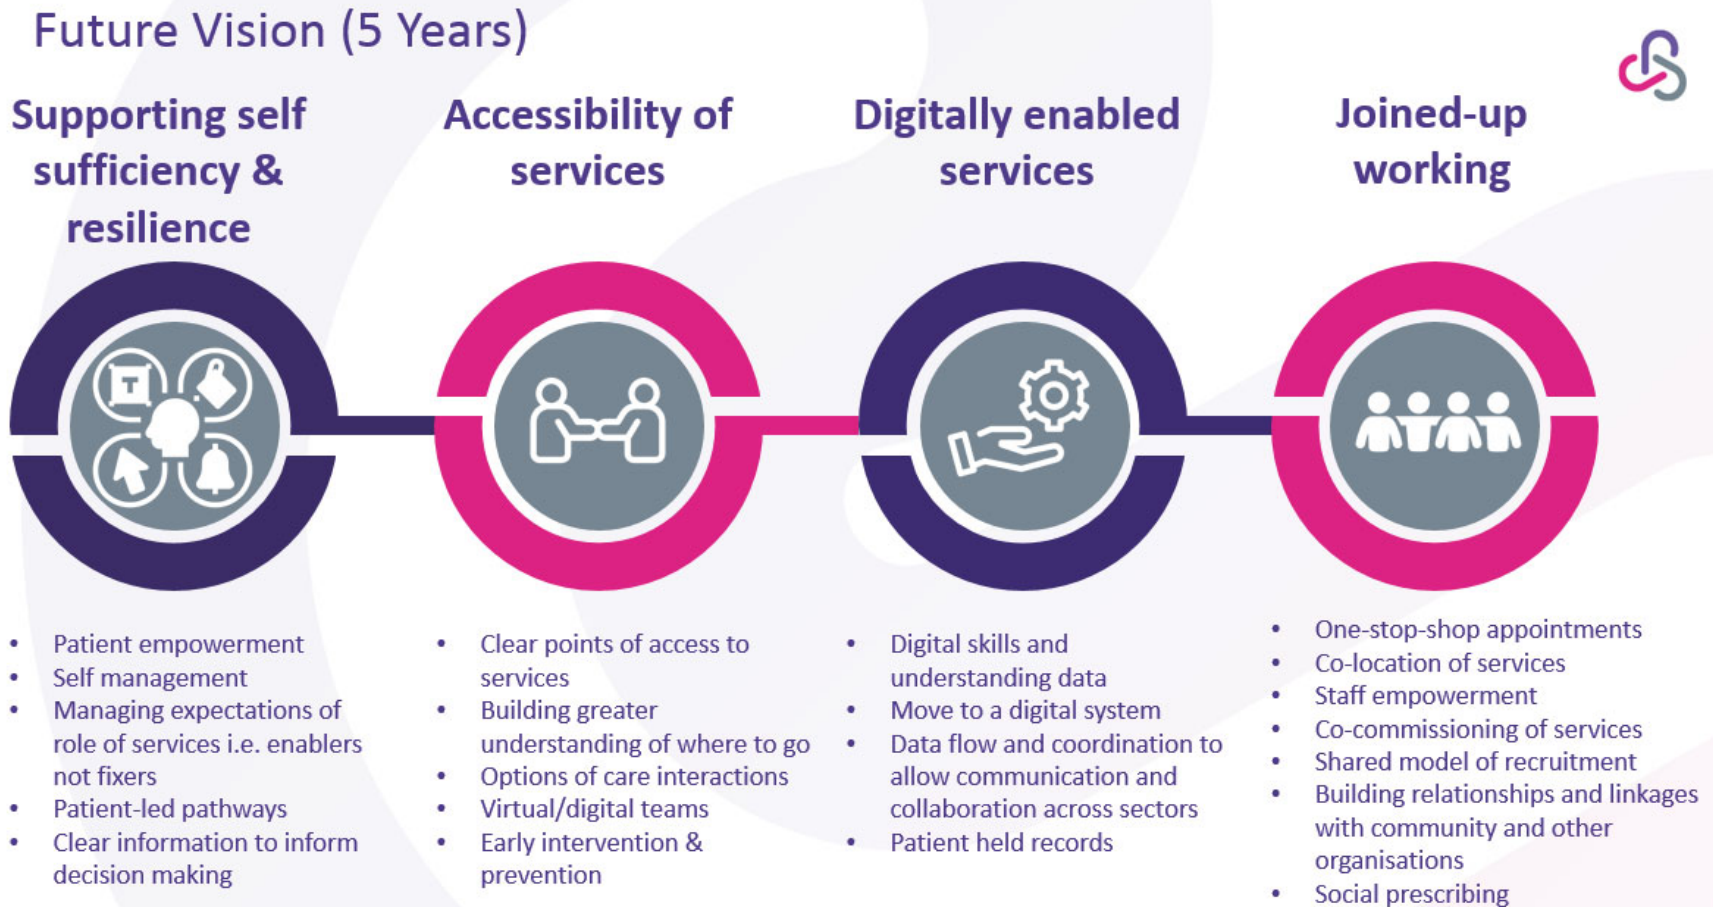 Future Vision (5 Years)
Supporting self
sufficiency &
resilience
Accessibility of
services
Digitally enabled
services
Joined-up
working
T
• Patient empowerment
• Self management
• Managing expectations of
role of services i.e. enablers
not fixers
• Patient-led pathways
• Clear information to inform
decision making
• Clear points of access to
services
• Building greater
understanding of where to go
• Options of care interactions
• Virtual/digital teams
• Early intervention &
prevention
• Digital skills and
understanding data
• Move to a digital system
• Data flow and coordination to
allow communication and
collaboration across sectors
• Patient held records
• One-stop-shop appointments
• Co-location of services
• Staff empowerment
• Co-commissioning of services
• Shared model of recruitment
• Building relationships and linkages
with community and other
organisations
• Social prescribing